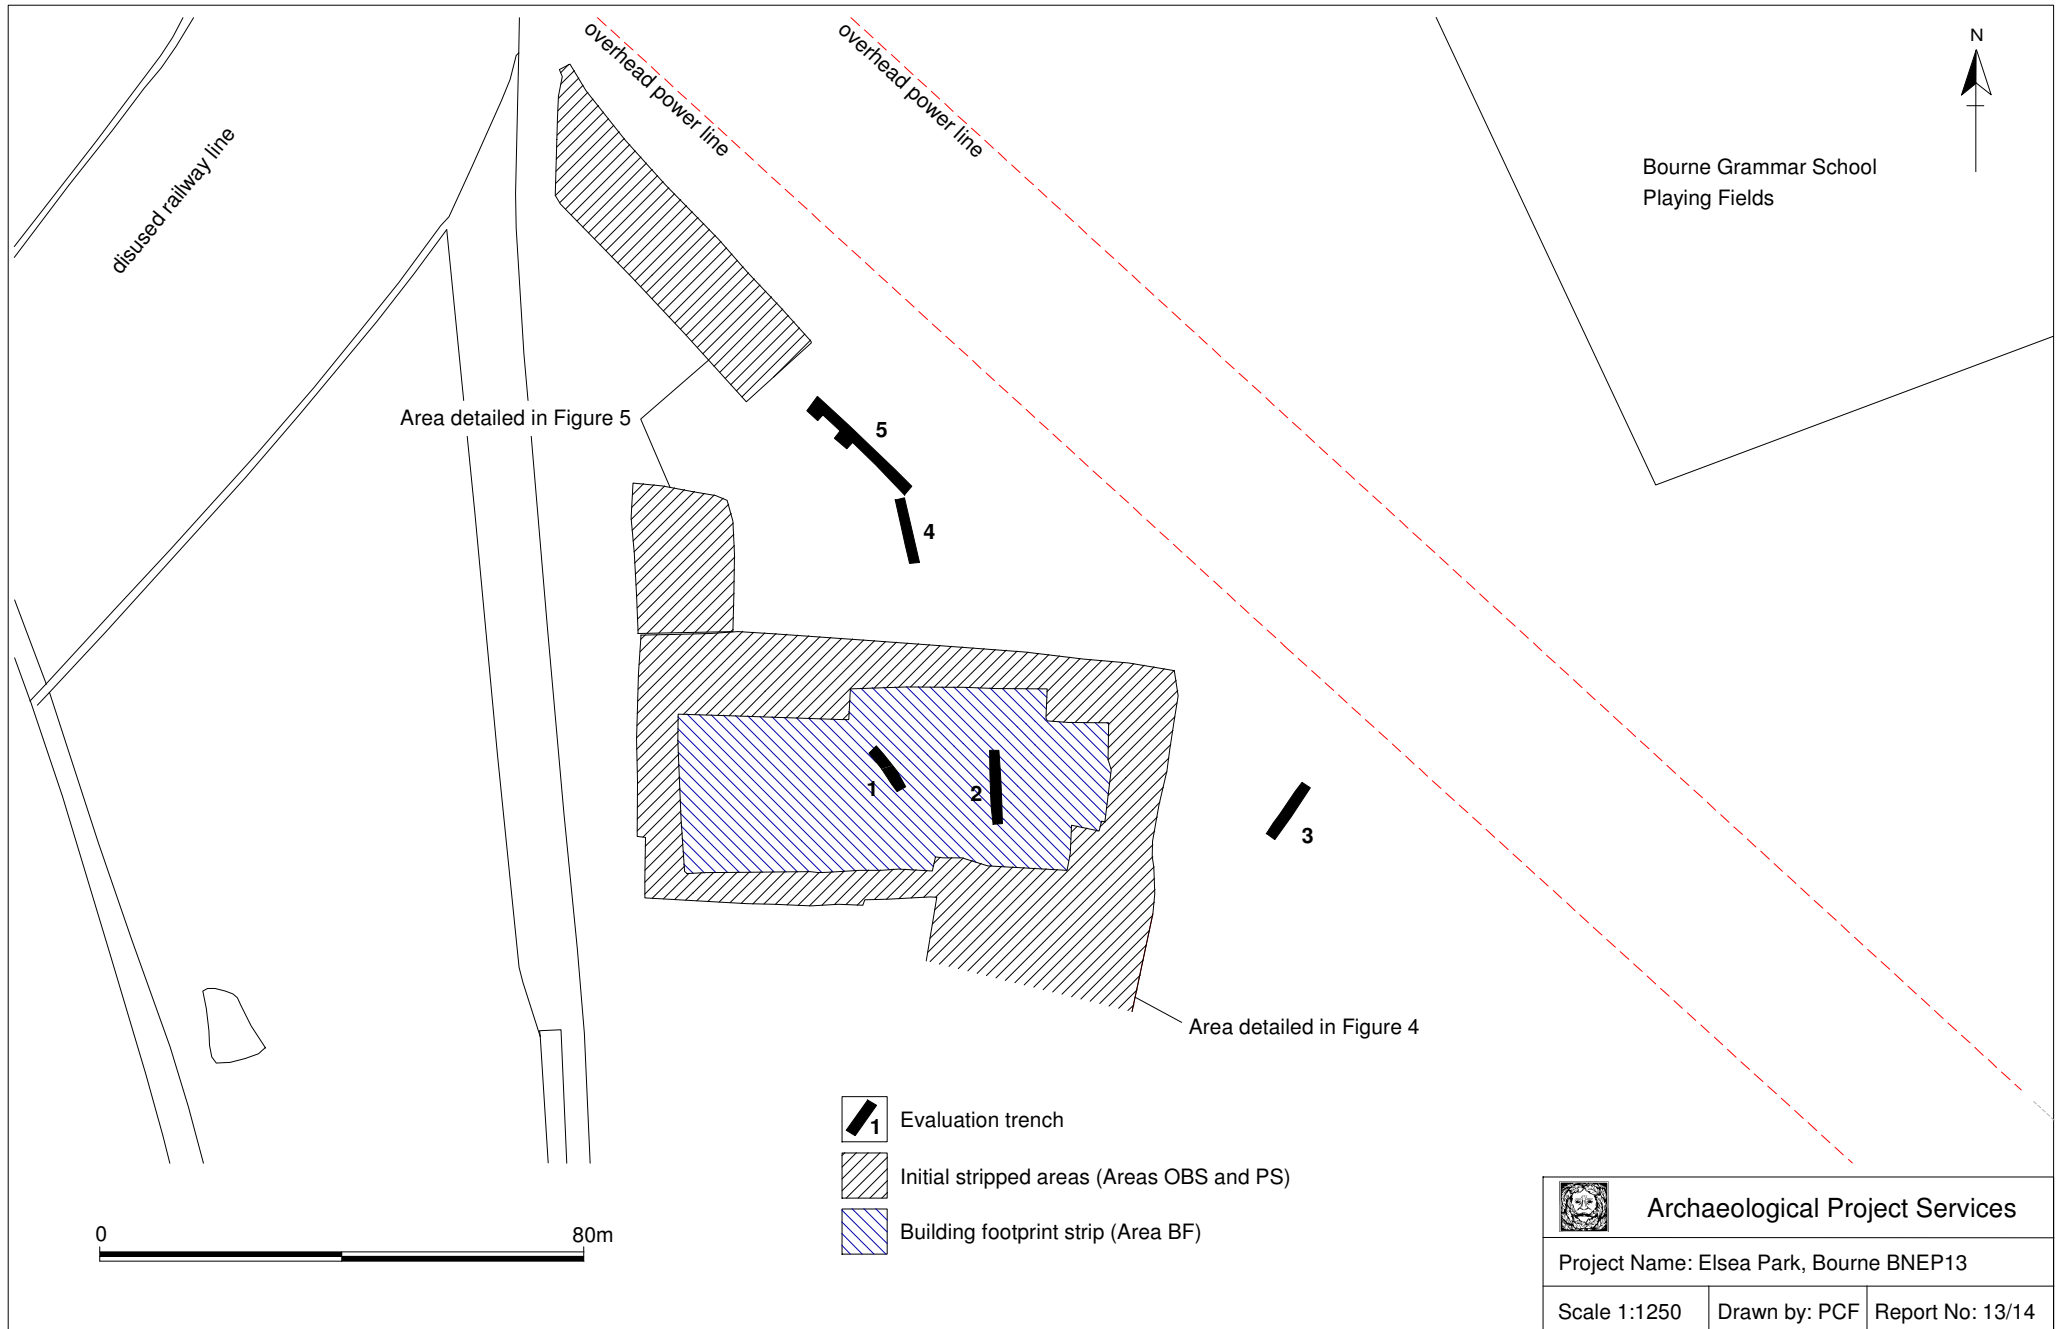 overhead power line
overhead power line
N
disused railway line
Bourne Grammar School
Playing Fields
Area detailed in Figure 5
5
4
1
2
3
Area detailed in Figure 4
1 Evaluation trench
Initial stripped areas (Areas OBS and PS)
Building footprint strip (Area BF)
0 80m
Archaeological Project Services
Project Name: Elsea Park, Bourne BNEP13
Scale 1:1250 Drawn by: PCF Report No: 13/14